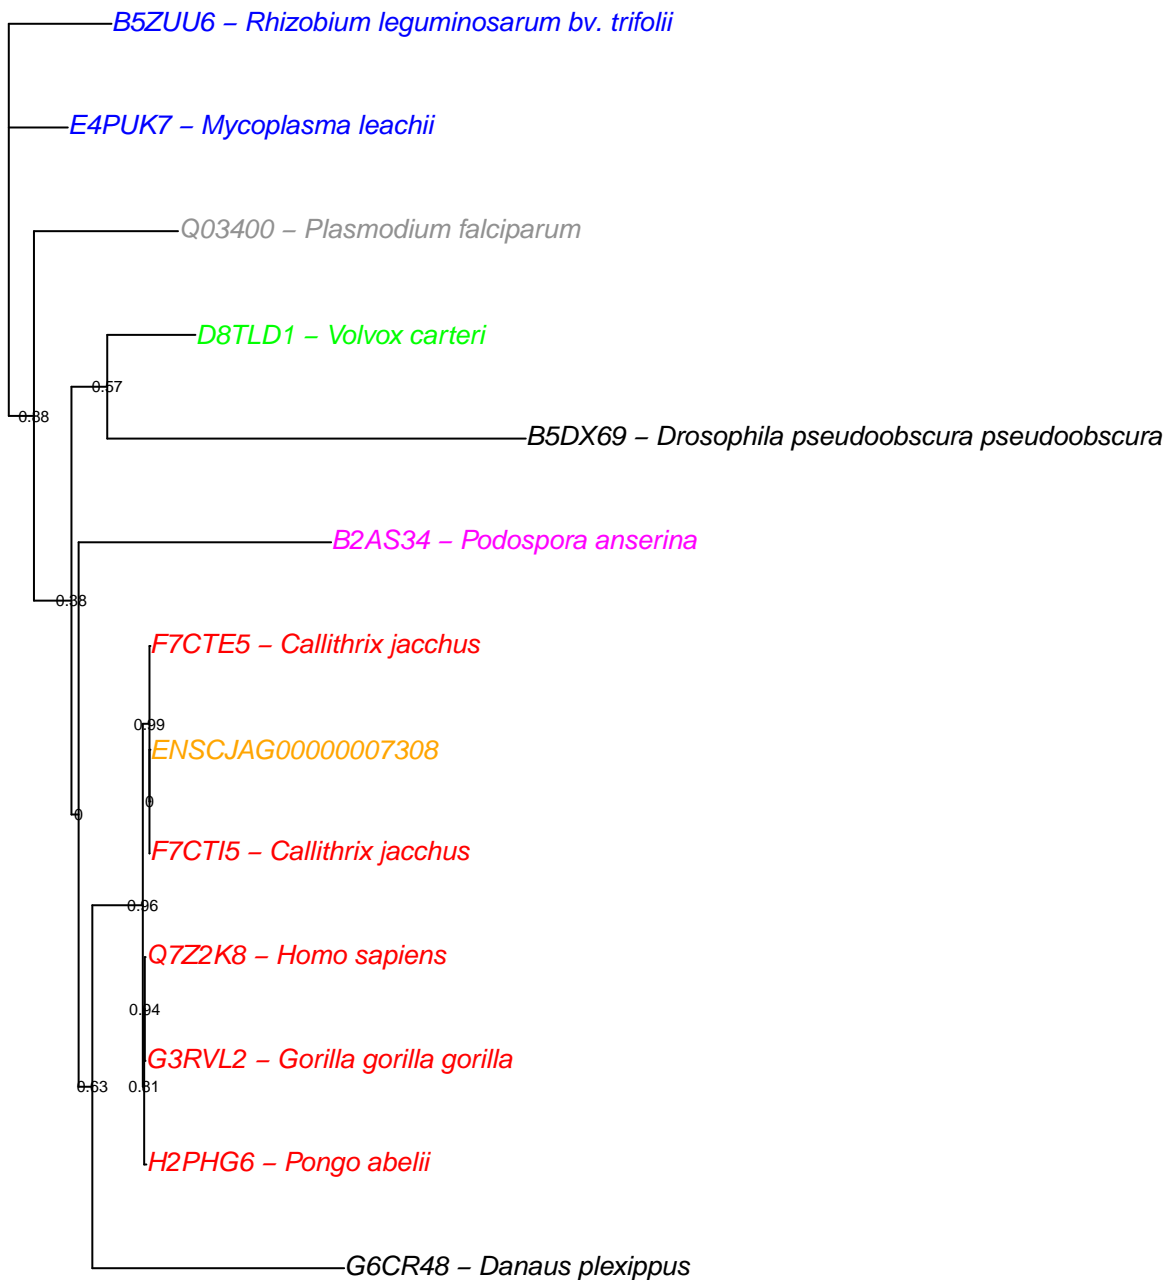 B5ZUU6 – Rhizobium leguminosarum bv. trifolii
E4PUK7 – Mycoplasma leachii
Q03400 – Plasmodium falciparum
D8TLD1 – Volvox carteri
0.57
0.88
B5DX69 – Drosophila pseudoobscura pseudoobscura
B2AS34 – Podospora anserina
0.38
F7CTE5 – Callithrix jacchus
0.99
ENSCJAG00000007308
0
0
F7CTI5 – Callithrix jacchus
0.96
Q7Z2K8 – Homo sapiens
0.94
G3RVL2 – Gorilla gorilla gorilla
0.63
0.81
H2PHG6 – Pongo abelii
G6CR48 – Danaus plexippus